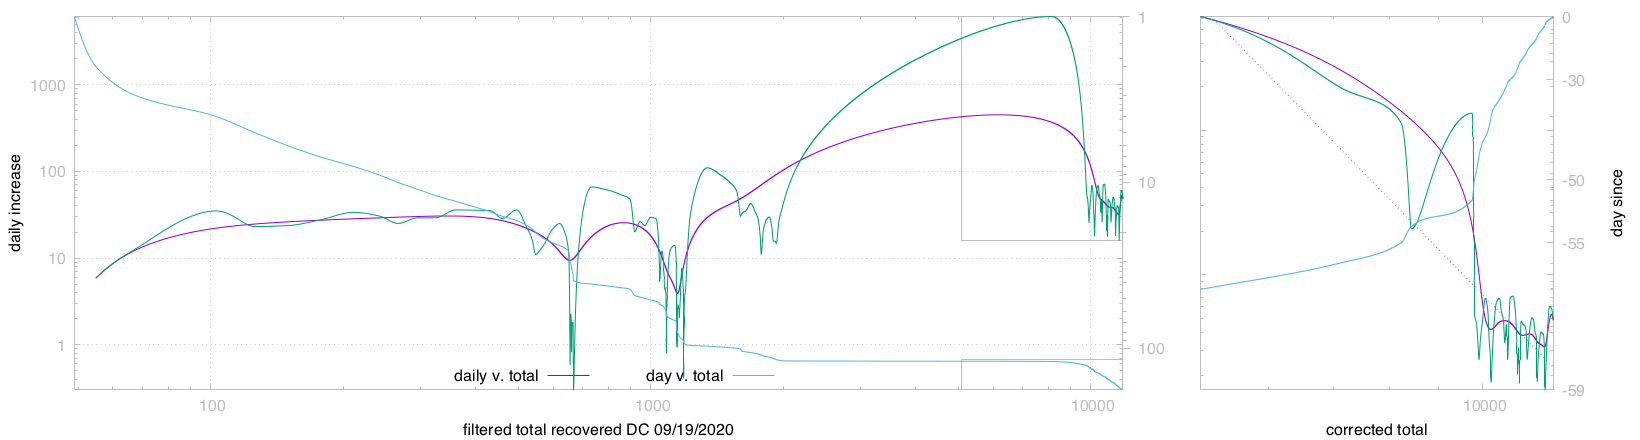 1000
100
10
1
daily increase
1
10
100
daily v. total
day v. total
100
1000
10000
filtered total recovered DC 09/19/2020
0
-30
-50
-55
-59
day since
10000
corrected total